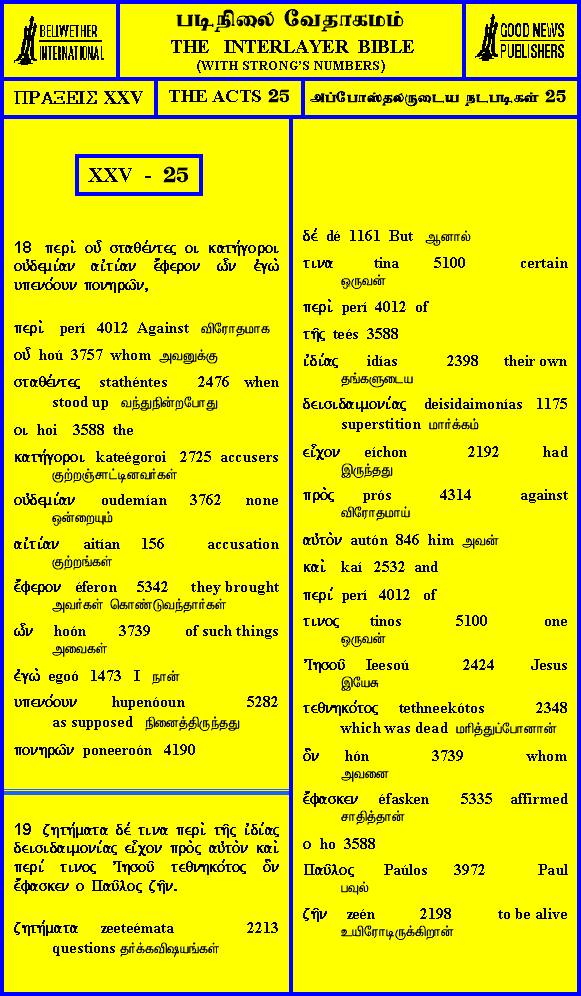 BELLWETHER
INTERNATIONAL
படிநிலை வேதாகமம்
THE INTERLAYER BIBLE
(WITH STRONG'S NUMBERS)
GOOD NEWS
PUBLISHERS
ΠΡΑΞΕΙΣ XXV
THE ACTS 25
அப்போஸ்தலருடைய நடபடிகள் 25
XXV - 25
18 περὶ οὗ σταθέντες οι κατήγοροι
οὐδεμίαν αἰτίαν ἔφερον ὧν ἐγὼ
υπενόουν πονηρῶν,
περὶ perí 4012 Against விரோதமாக
οὗ hoú 3757 whom அவனுக்கு
σταθέντες stathéntes 2476 when
stood up வந்துநின்றபோது
οι hoi 3588 the
κατήγοροι kateégoroi 2725 accusers
குற்றஞ்சாட்டினவர்கள்
οὐδεμίαν oudemían 3762 none
ஒன்றையும்
αἰτίαν aitían 156 accusation
குற்றங்கள்
ἔφερον éferon 5342 they brought
அவர்கள் கொண்டுவந்தார்கள்
ὧν hoón 3739 of such things
அவைகள்
ἐγὼ egoó 1473 I நான்
υπενόουν hupenóoun 5282
as supposed நினைத்திருந்தது
πονηρῶν poneeroón 4190
19 ζητήματα δέ τινα περὶ τῆς ἰδίας
δεισιδαιμονίας εἶχον πρὸς αὐτὸν καὶ
περί τινος Ἰησοῦ τεθνηκότος ὃν
ἔφασκεν ο Παῦλος ζῆν.
ζητήματα zeeteémata 2213
questions தர்க்கவிஷயங்கள்
δέ dé 1161 But ஆனால்
τινα tina 5100 certain
ஒருவன்
περὶ perí 4012 of
τῆς teés 3588
ἰδίας idías 2398 their own
தங்களுடைய
δεισιδαιμονίας deisidaimonías 1175
superstition மார்க்கம்
εἶχον eíchon 2192 had
இருந்தது
πρὸς prós 4314 against
விரோதமாய்
αὐτὸν autón 846 him அவன்
καὶ kaí 2532 and
περί perí 4012 of
τινος tinos 5100 one
ஒருவன்
Ἰησοῦ Ieesoú 2424 Jesus
இயேசு
τεθνηκότος tethneekótos 2348
which was dead மரித்துப்போனான்
ὃν hón 3739 whom
அவனை
ἔφασκεν éfasken 5335 affirmed
சாதித்தான்
ο ho 3588
Παῦλος Paúlos 3972 Paul
பவுல்
ζῆν zeén 2198 to be alive
உயிரோடிருக்கிறான்